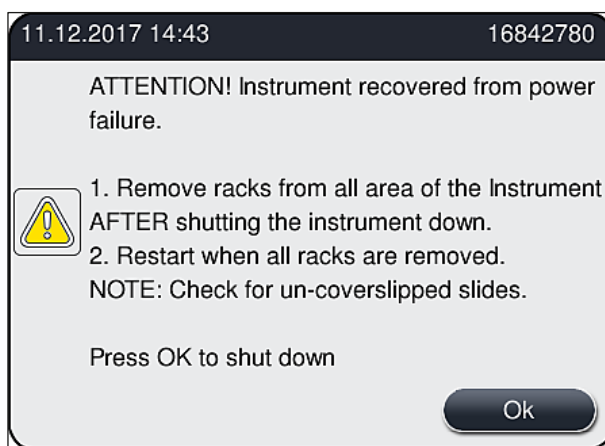 11.12.2017 14:43 16842780
ATTENTION! Instrument recovered from power
failure.
1. Remove racks from all area of the Instrument
AFTER shutting the instrument down.
2. Restart when all racks are removed.
NOTE: Check for un-coverslipped slides.
Press OK to shut down
Ok